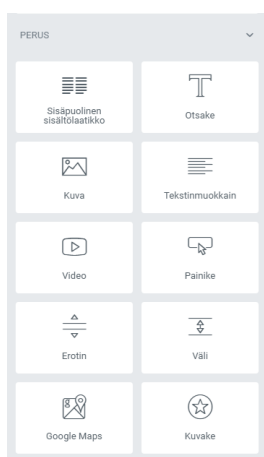 PERUS
Sisäpuolinen
sisältölaatikko
Otsake
Kuva
Tekstinmuokkain
Video
Painike
Erotin
Väli
Google Maps
Kuvake